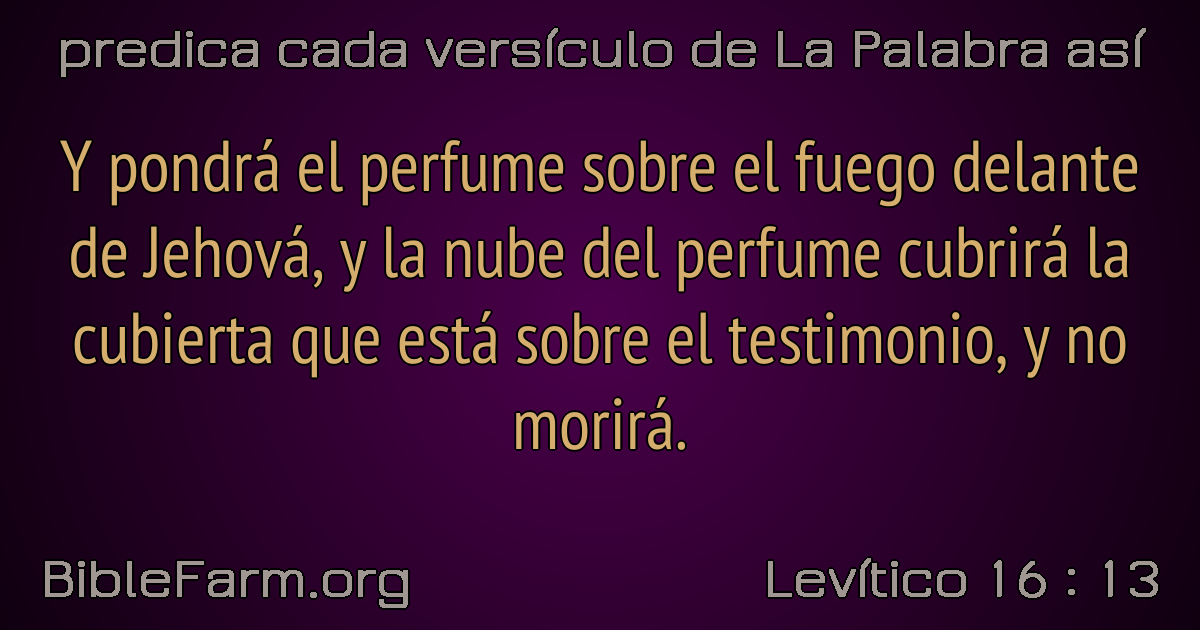 predica cada versículo de La Palabra así
Y pondrá el perfume sobre el fuego delante
de Jehová, y la nube del perfume cubrirá la
cubierta que está sobre el testimonio, y no
morirá.
BibleFarm.org
Levítico 16 : 13